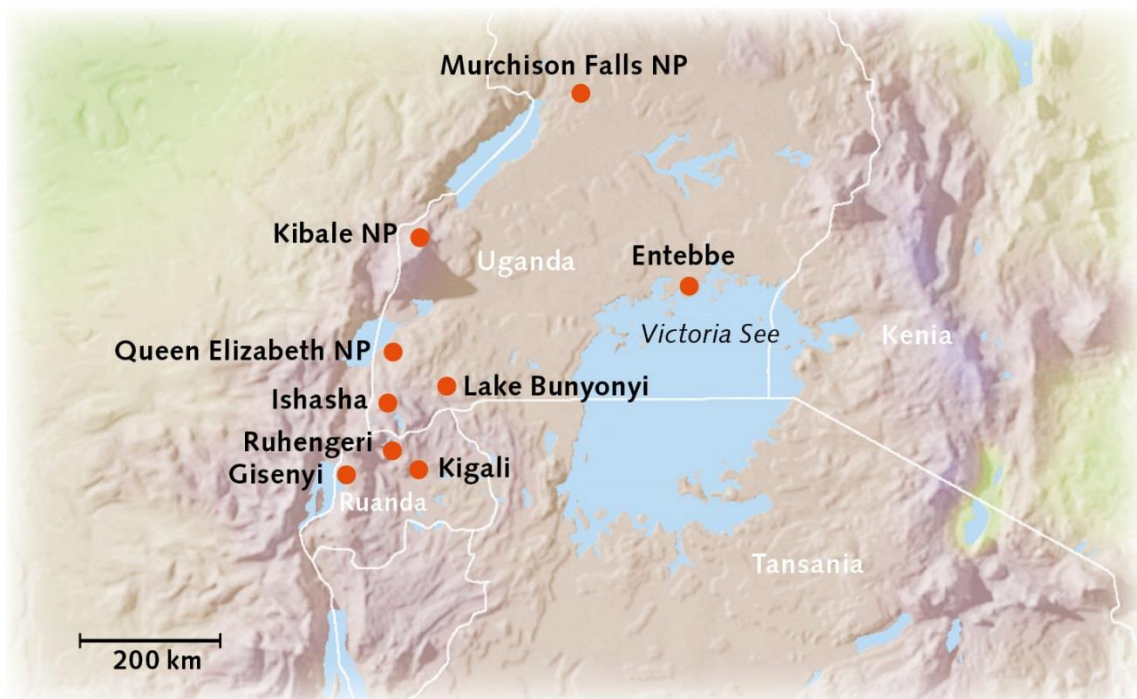 Murchison Falls NP
Kibale NP
Uganda
Entebbe
Victoria See
Kenia
Queen Elizabeth NP
Lake Bunyonyi
Ishasha
Ruhengeri
Gisenyi
Kigali
Ruanda
Tansania
200 km